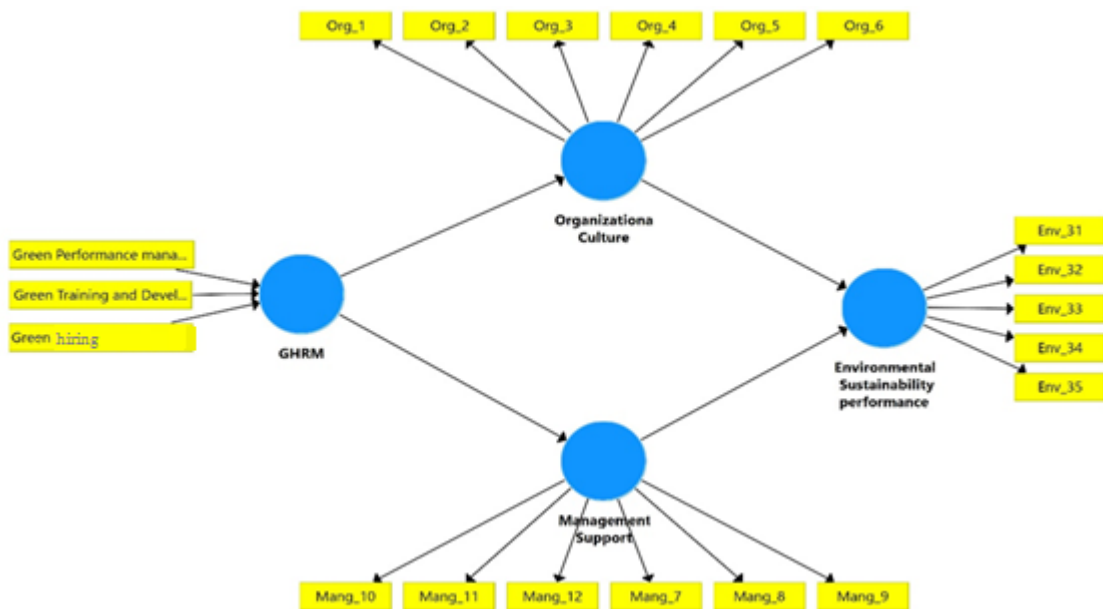 Org_1
Org_2
Org_3
Org_4
Org_5
Org_6
Organizationa
Culture
Green Performance mana...
Green Training and Devel...
Green hiring
GHRM
Env_31
Env_32
Env_33
Env_34
Env_35
Environmental
Sustainability
performance
Management
Support
Mang_10
Mang_11
Mang_12
Mang_7
Mang_8
Mang_9